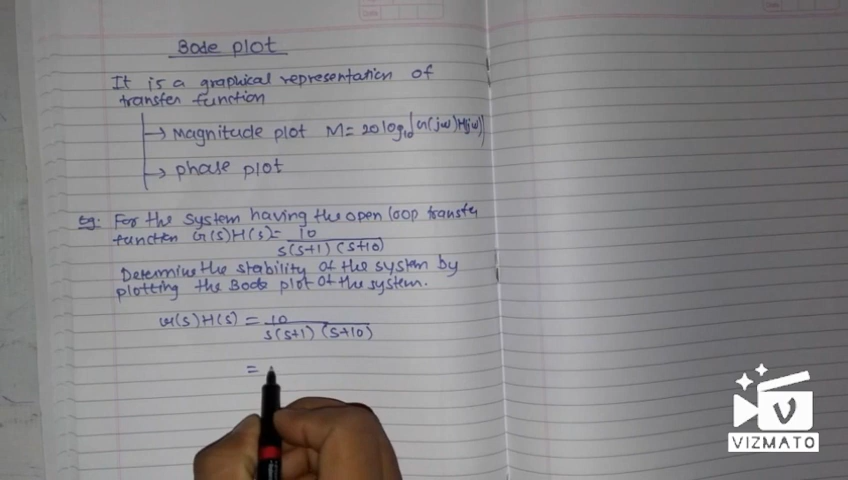 Bode plot
It is a graphical representation of
transfer function
→ Magnitude plot M= 20 log₁₀|G(jω)H(jω)|
→ phase plot
Eg: For the system having the open loop transfer
function G(s)H(s)= 10
s(s+1) (s+10)
Determine the stability of the system by
plotting the Bode plot of the system.
G(s)H(s) = 10
s(s+1) (s+10)
=
V
VIZMATO